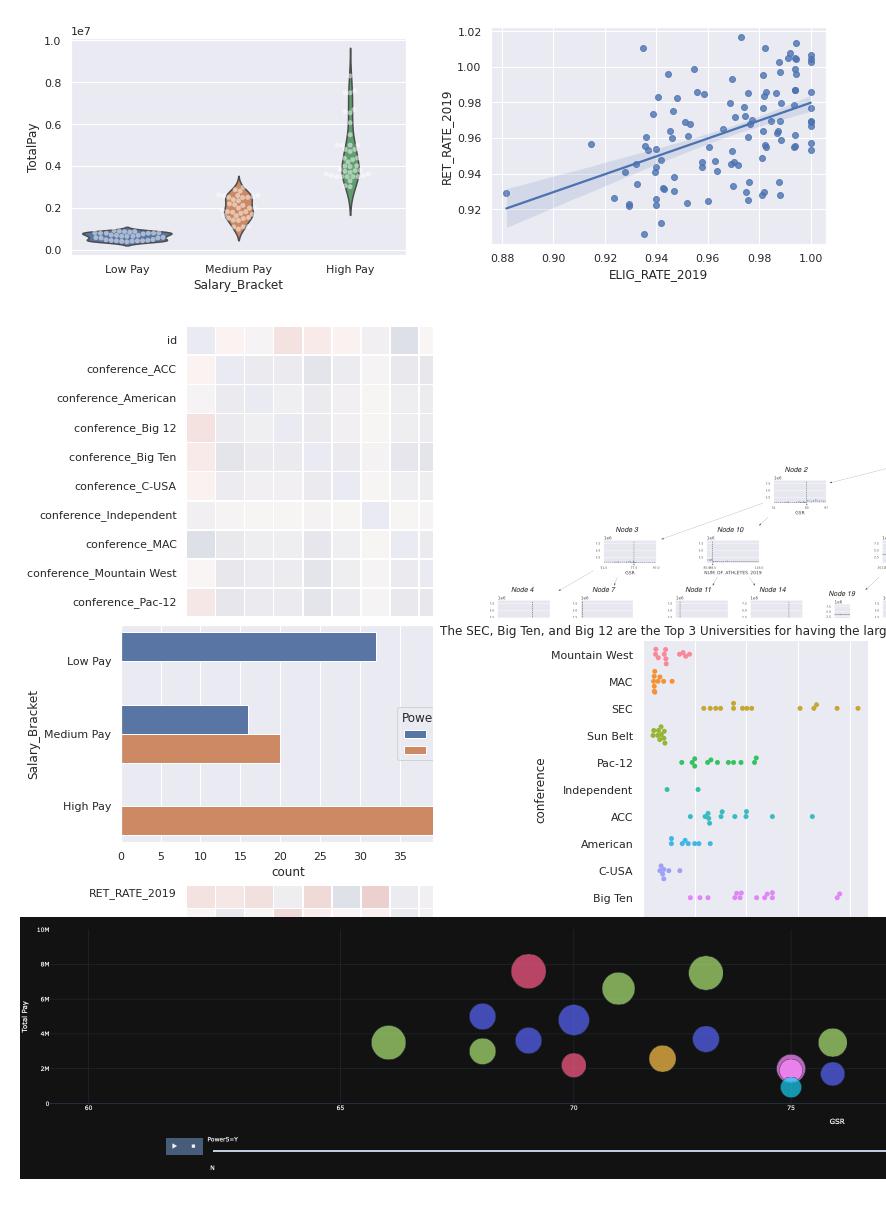 1e7
1.0
0.8
0.6
0.4
0.2
0.0
TotalPay
Low Pay Medium Pay High Pay
Salary_Bracket
1.02
1.00
0.98
0.96
0.94
0.92
RET_RATE_2019
0.88 0.90 0.92 0.94 0.96 0.98 1.00
ELIG_RATE_2019
id
conference_ACC
conference_American
conference_Big 12
conference_Big Ten
conference_C-USA
conference_Independent
conference_MAC
conference_Mountain West
conference_Pac-12
Node 2
GSR
Node 3
GSR
Node 10
NUM_OF_ATHLETES_2019
Node 4
Node 7
Node 11
Node 14
Node 19
Low Pay
Medium Pay
High Pay
Salary_Bracket
Powe
0 5 10 15 20 25 30 35
count
RET_RATE_2019
The SEC, Big Ten, and Big 12 are the Top 3 Universities for having the larg
Mountain West
MAC
SEC
Sun Belt
Pac-12
Independent
ACC
American
C-USA
Big Ten
conference
10M
8M
6M
4M
2M
0
Total Pay
60 65 70 75
GSR
Power5=Y
N